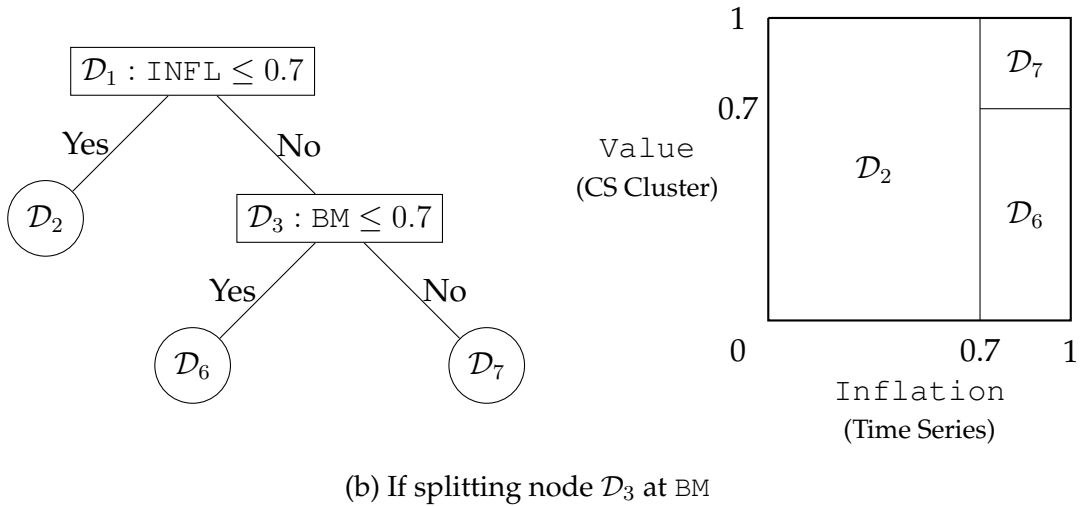 𝒟₁ : INFL ≤ 0.7
Yes
No
𝒟₂
𝒟₃ : BM ≤ 0.7
Yes
No
𝒟₆
𝒟₇
1
0.7
Value
(CS Cluster)
𝒟₂
𝒟₇
𝒟₆
0
0.7
1
Inflation
(Time Series)
(b) If splitting node 𝒟₃ at BM